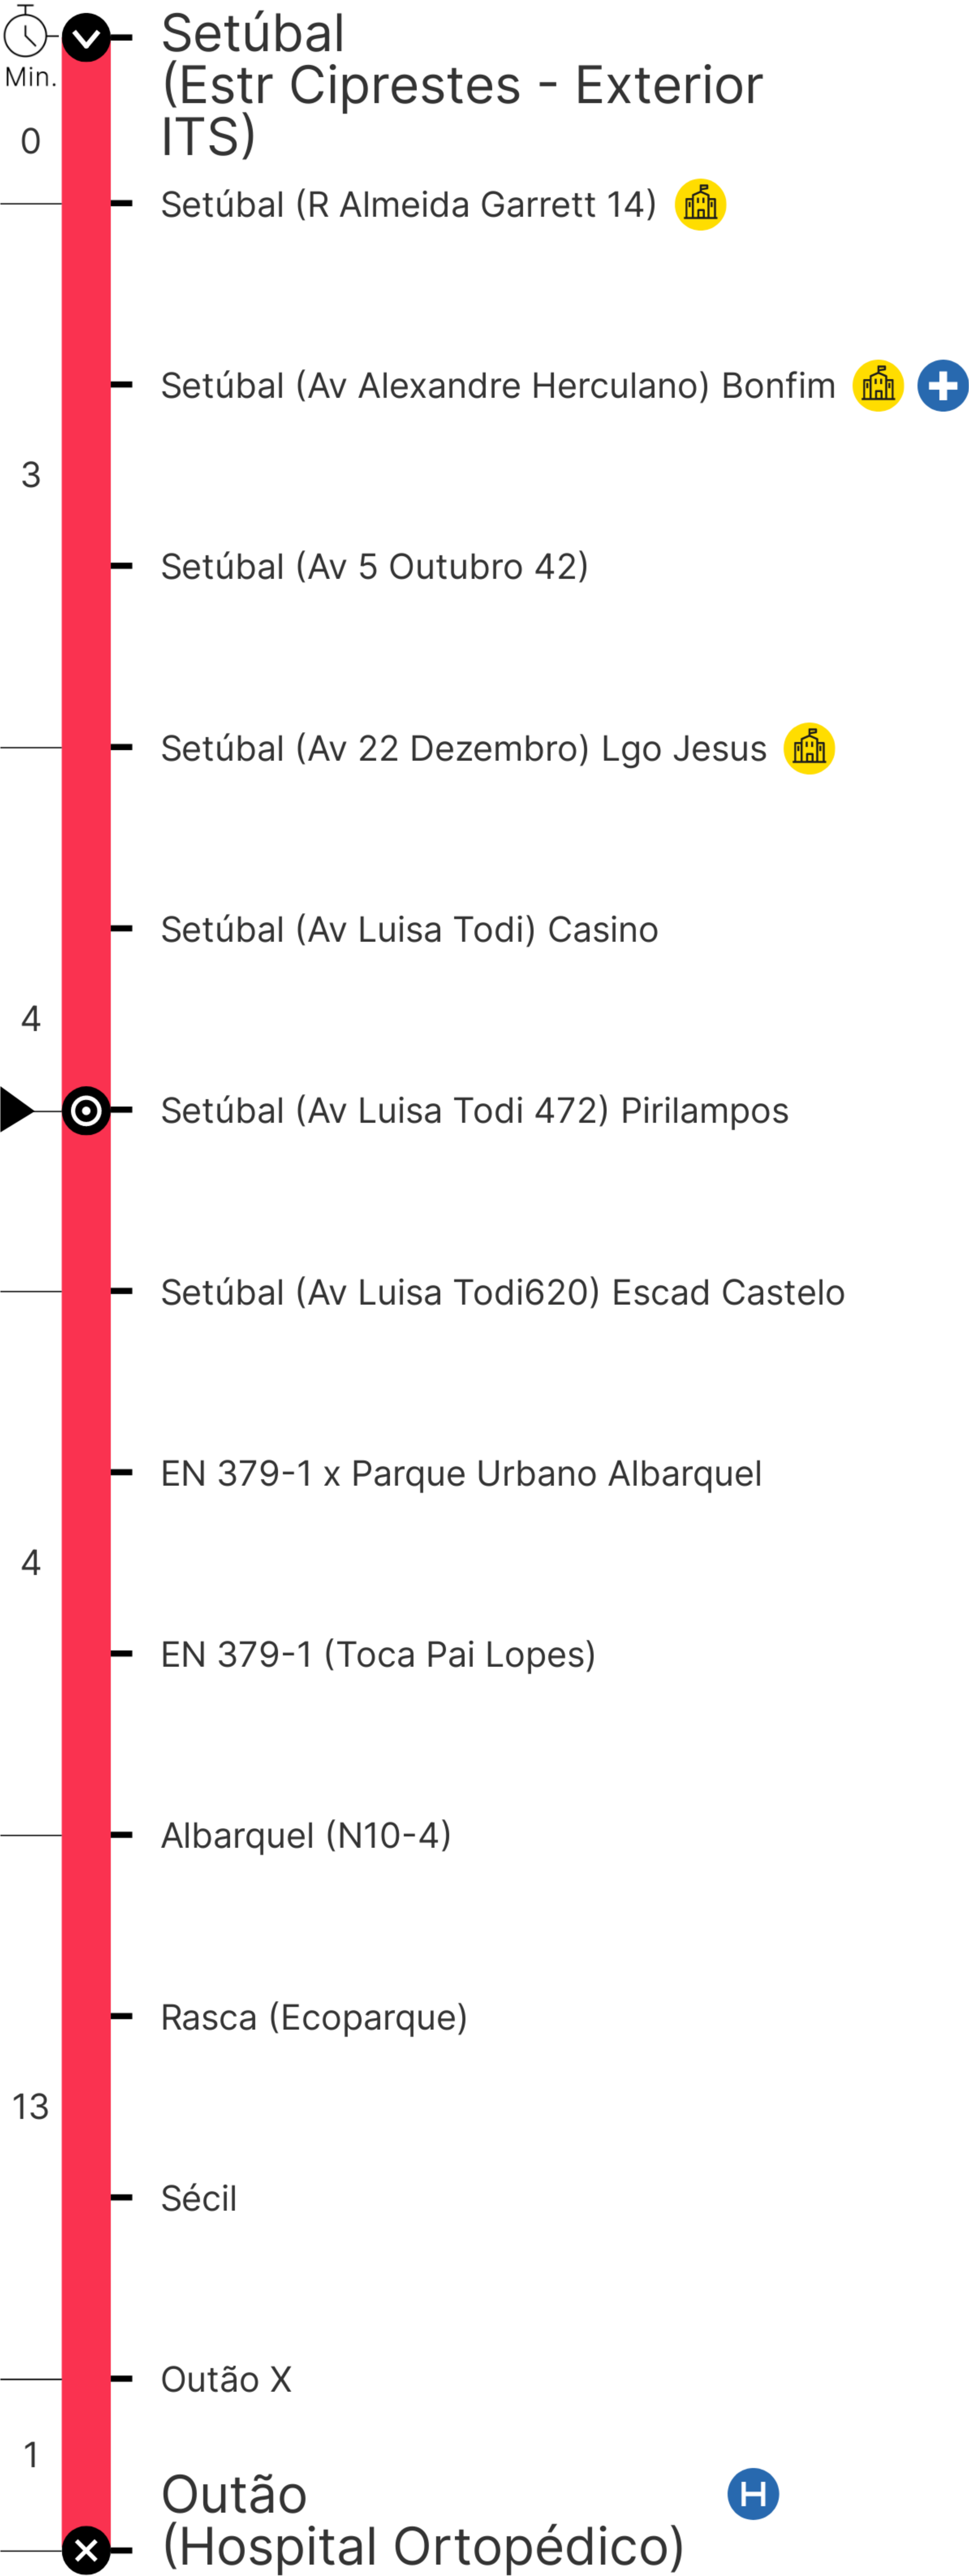 Setúbal
(Estr Ciprestes - Exterior
ITS)
Min.
0
Setúbal (R Almeida Garrett 14)
Setúbal (Av Alexandre Herculano) Bonfim
3
Setúbal (Av 5 Outubro 42)
Setúbal (Av 22 Dezembro) Lgo Jesus
Setúbal (Av Luisa Todi) Casino
4
Setúbal (Av Luisa Todi 472) Pirilampos
Setúbal (Av Luisa Todi620) Escad Castelo
EN 379-1 x Parque Urbano Albarquel
4
EN 379-1 (Toca Pai Lopes)
Albarquel (N10-4)
Rasca (Ecoparque)
13
Sécil
Outão X
1
Outão
H
(Hospital Ortopédico)